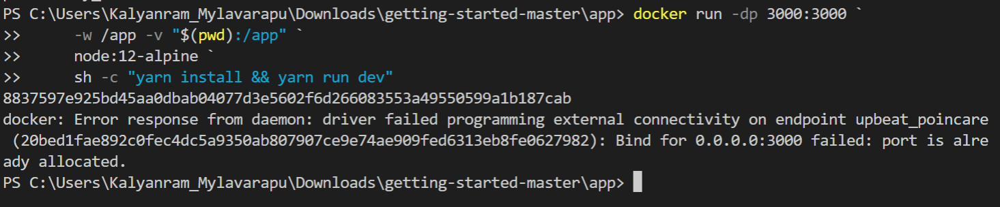 PS C:\Users\Kalyanram_Mylavarapu\Downloads\getting-started-master\app> docker run -dp 3000:3000 `
>>      -w /app -v "$(pwd):/app" `
>>      node:12-alpine `
>>      sh -c "yarn install && yarn run dev"
8837597e925bd45aa0dbab04077d3e5602f6d266083553a49550599a1b187cab
docker: Error response from daemon: driver failed programming external connectivity on endpoint upbeat_poincare
 (20bed1fae892c0fec4dc5a9350ab807907ce9e74ae909fed6313eb8fe0627982): Bind for 0.0.0.0:3000 failed: port is alre
ady allocated.
PS C:\Users\Kalyanram_Mylavarapu\Downloads\getting-started-master\app>